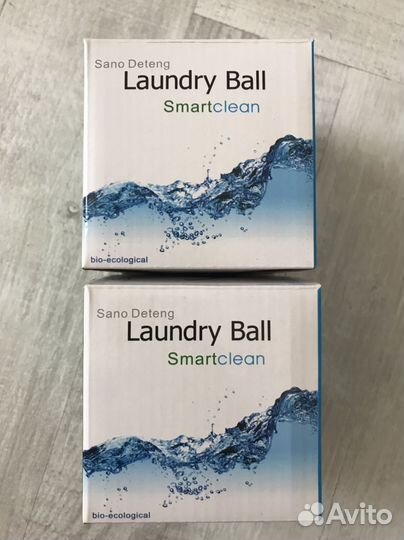 Sano Deteng
Laundry Ball
Smartclean
bio-ecological
Sano Deteng
Laundry Ball
Smartclean
bio-ecological
Avito